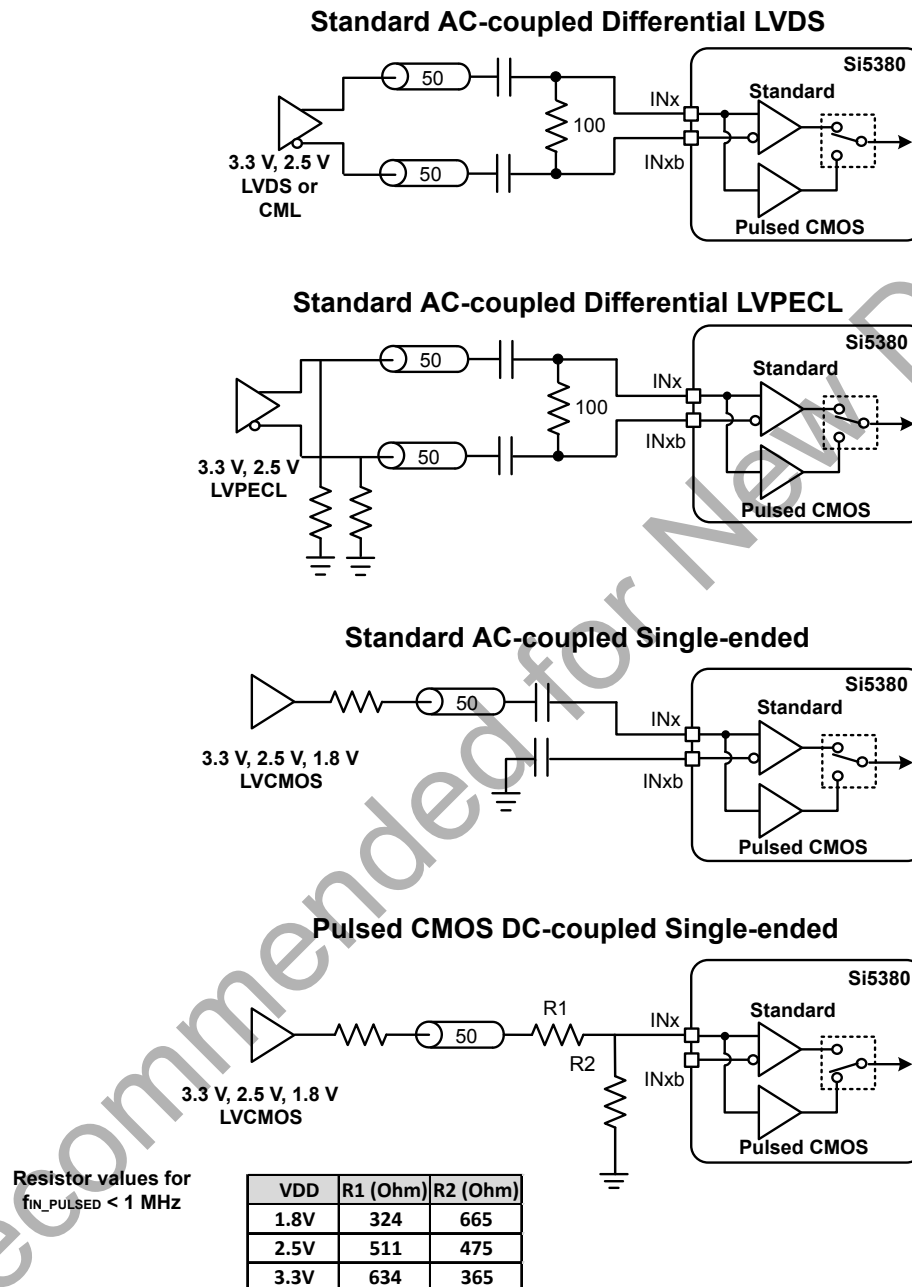 Standard AC-coupled Differential LVDS
Si5380
Standard
50
INx
100
INxb
50
3.3 V, 2.5 V
LVDS or
CML
Pulsed CMOS
Standard AC-coupled Differential LVPECL
Si5380
Standard
50
INx
100
INxb
50
3.3 V, 2.5 V
LVPECL
Pulsed CMOS
Standard AC-coupled Single-ended
Si5380
Standard
50
INx
3.3 V, 2.5 V, 1.8 V
LVCMOS
INxb
Pulsed CMOS
Pulsed CMOS DC-coupled Single-ended
Si5380
Standard
R1
INx
50
R2
INxb
3.3 V, 2.5 V, 1.8 V
LVCMOS
Pulsed CMOS
Resistor values for
fIN_PULSED < 1 MHz
VDD R1 (Ohm) R2 (Ohm)
1.8V 324 665
2.5V 511 475
3.3V 634 365
ecommended for New D